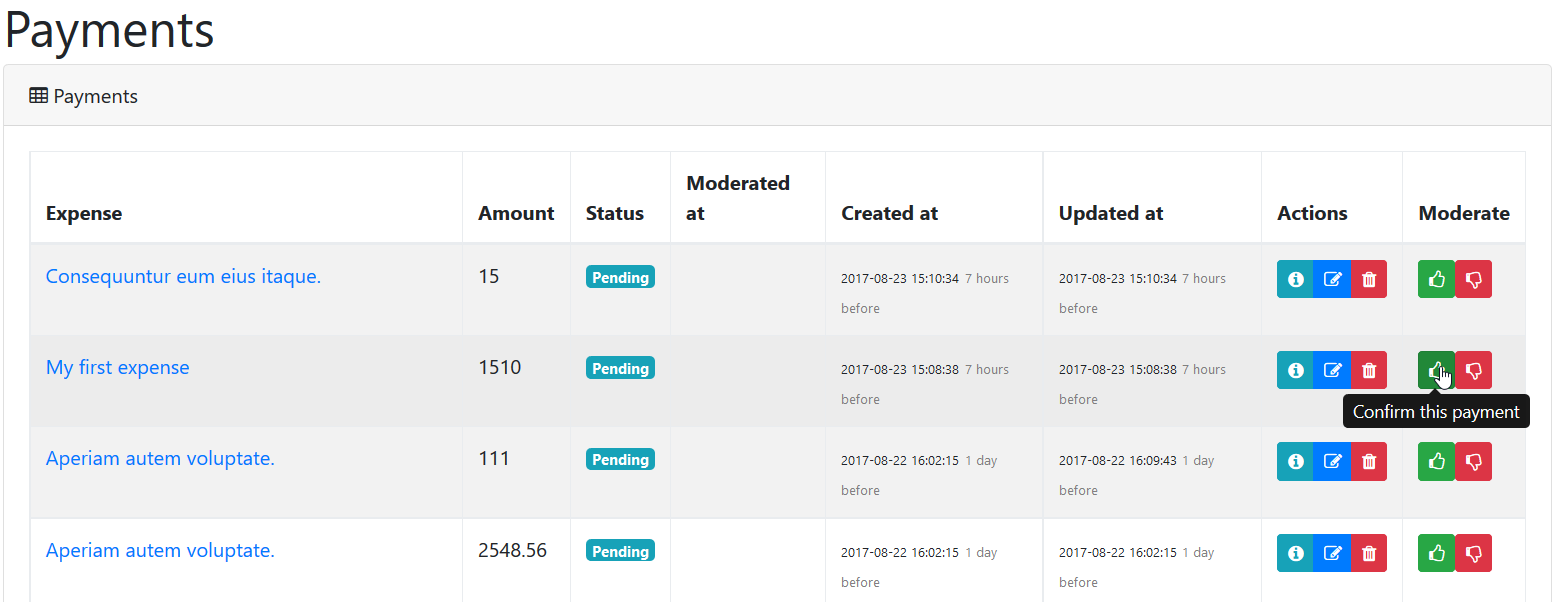 Payments
Payments
Expense Amount Status Moderated at Created at Updated at Actions Moderate
Consequuntur eum eius itaque. 15 Pending 2017-08-23 15:10:34 7 hours before 2017-08-23 15:10:34 7 hours before
My first expense 1510 Pending 2017-08-23 15:08:38 7 hours before 2017-08-23 15:08:38 7 hours before
Confirm this payment
Aperiam autem voluptate. 111 Pending 2017-08-22 16:02:15 1 day before 2017-08-22 16:09:43 1 day before
Aperiam autem voluptate. 2548.56 Pending 2017-08-22 16:02:15 1 day before 2017-08-22 16:02:15 1 day before